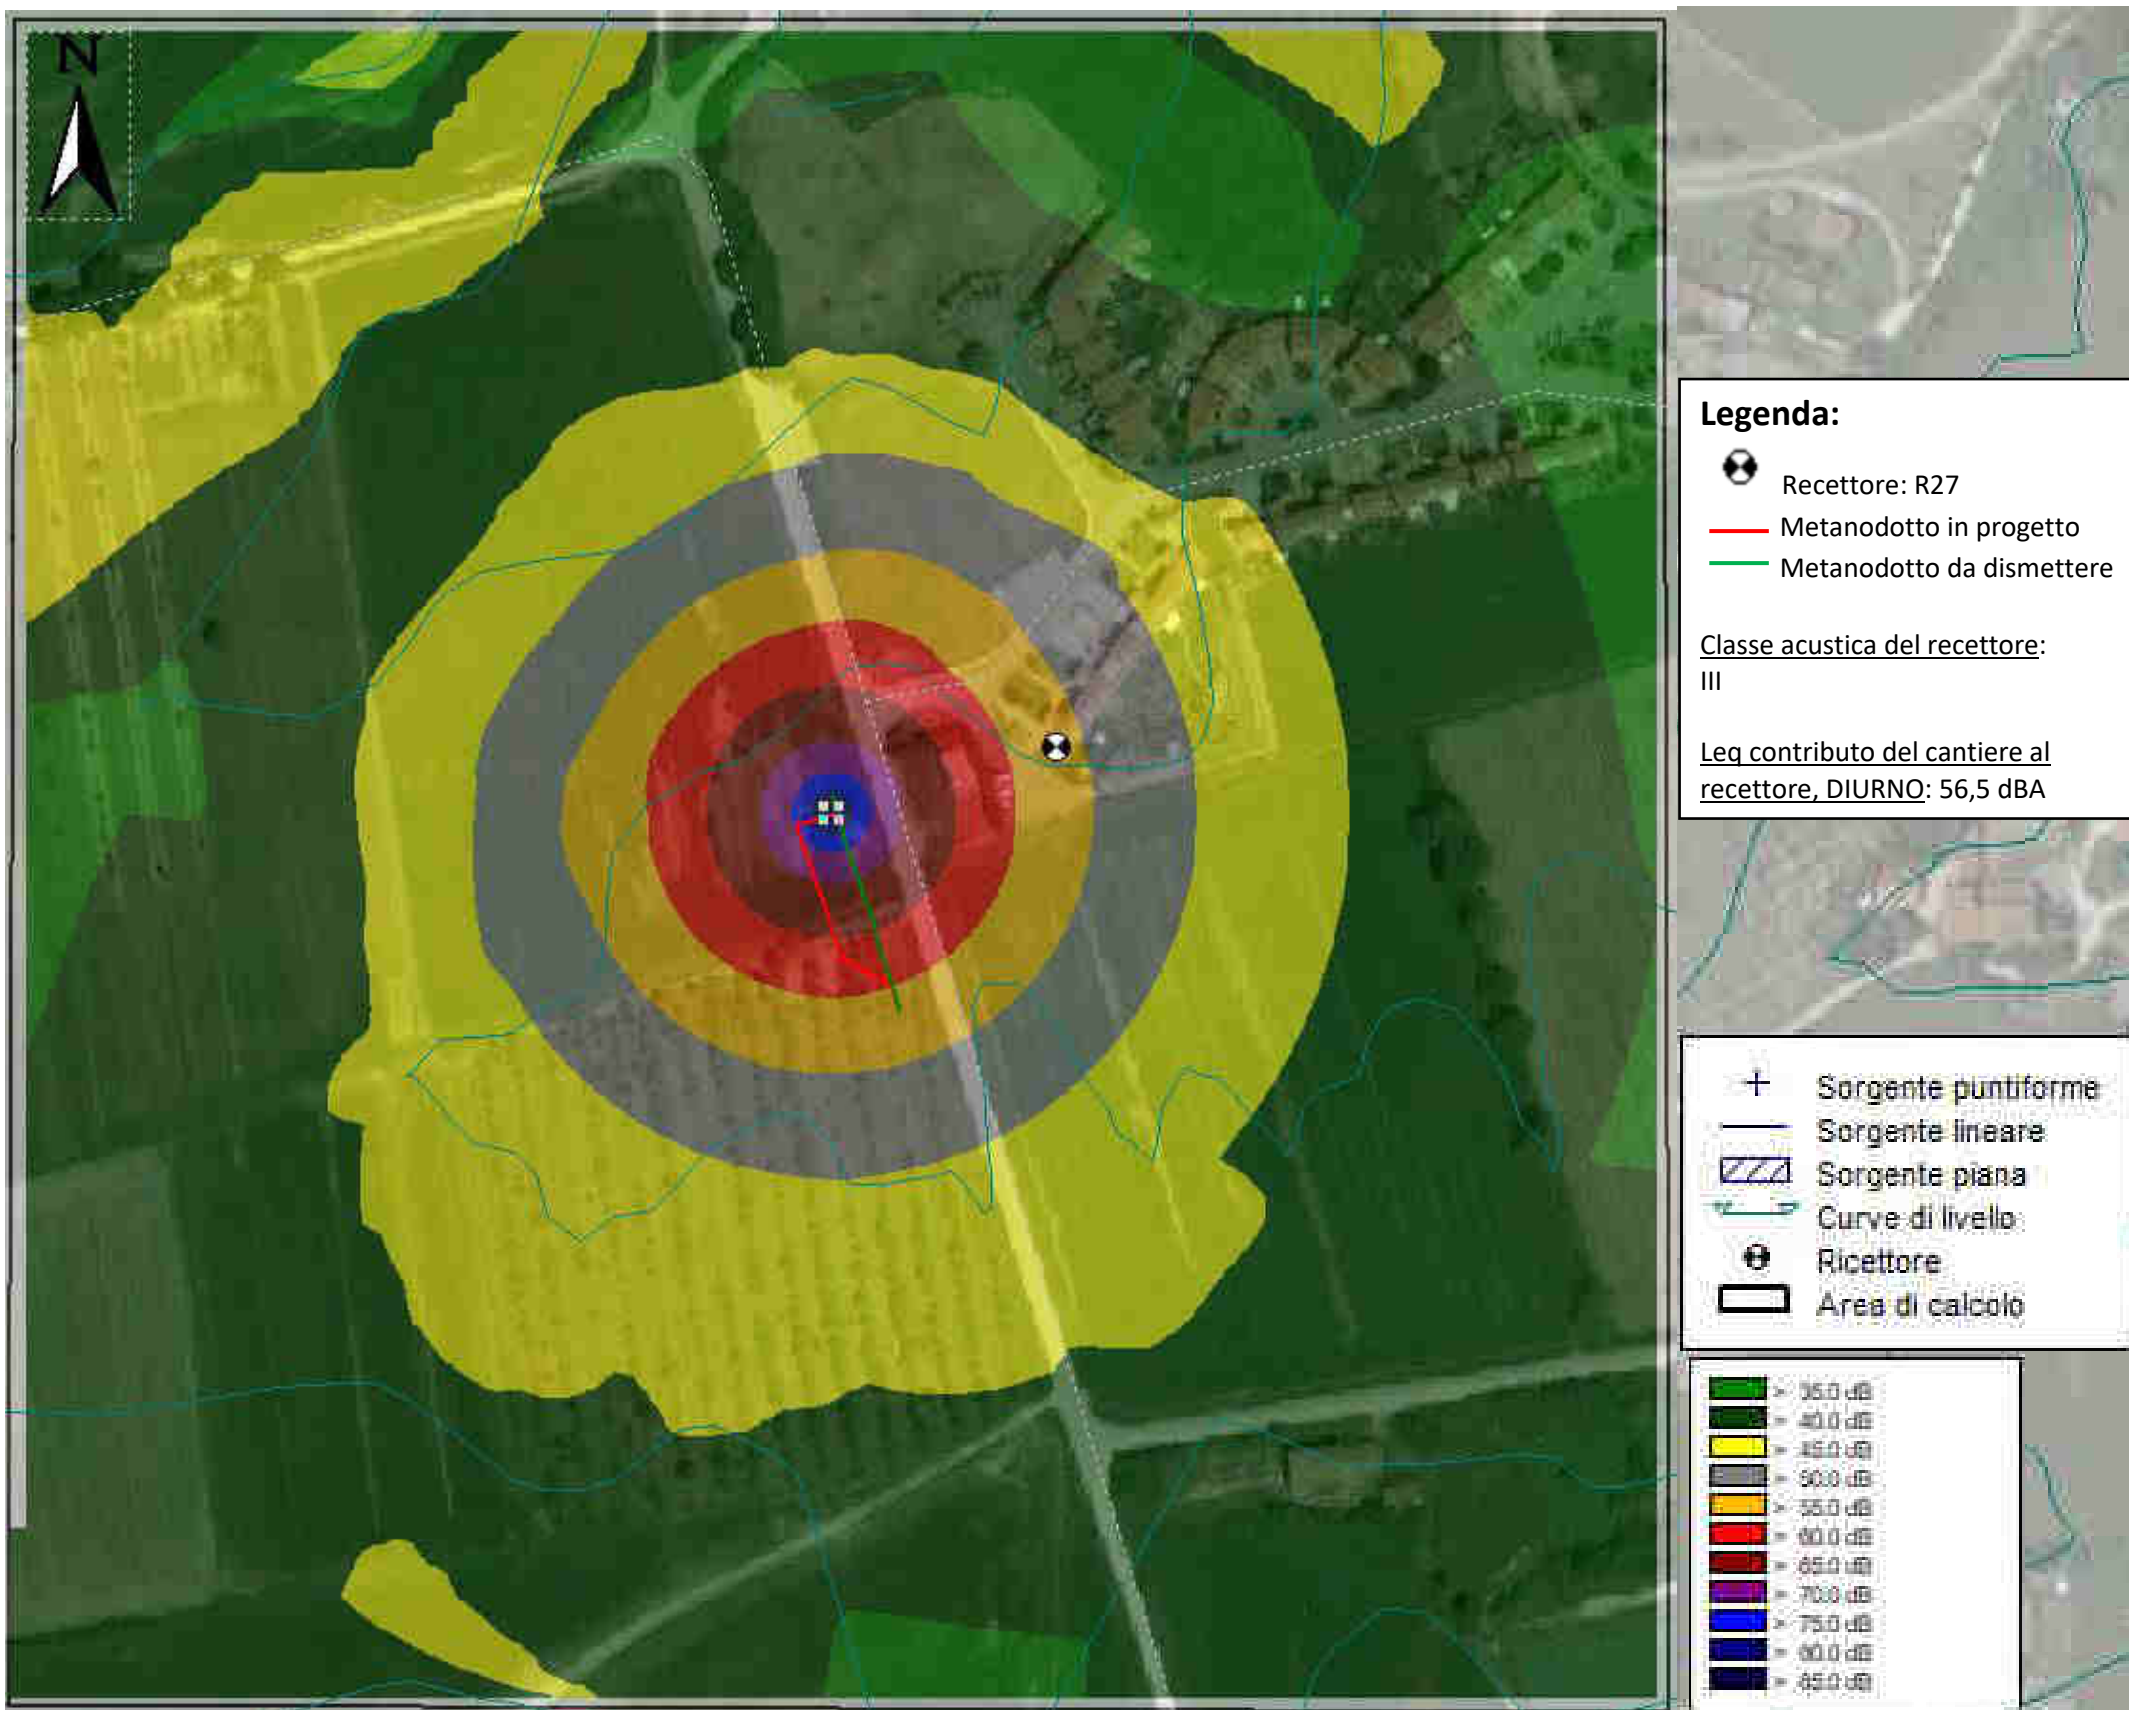 N
Legenda:
Recettore: R27
Metanodotto in progetto
Metanodotto da dismettere
Classe acustica del recettore:
III
Leq contributo del cantiere al
recettore, DIURNO: 56,5 dBA
Sorgente puntiforme
Sorgente lineare
Sorgente piana
Curve di livello
Ricettore
Area di calcolo
> 35.0 dB
> 40.0 dB
> 45.0 dB
> 50.0 dB
> 55.0 dB
> 60.0 dB
> 65.0 dB
> 70.0 dB
> 75.0 dB
> 80.0 dB
> 85.0 dB